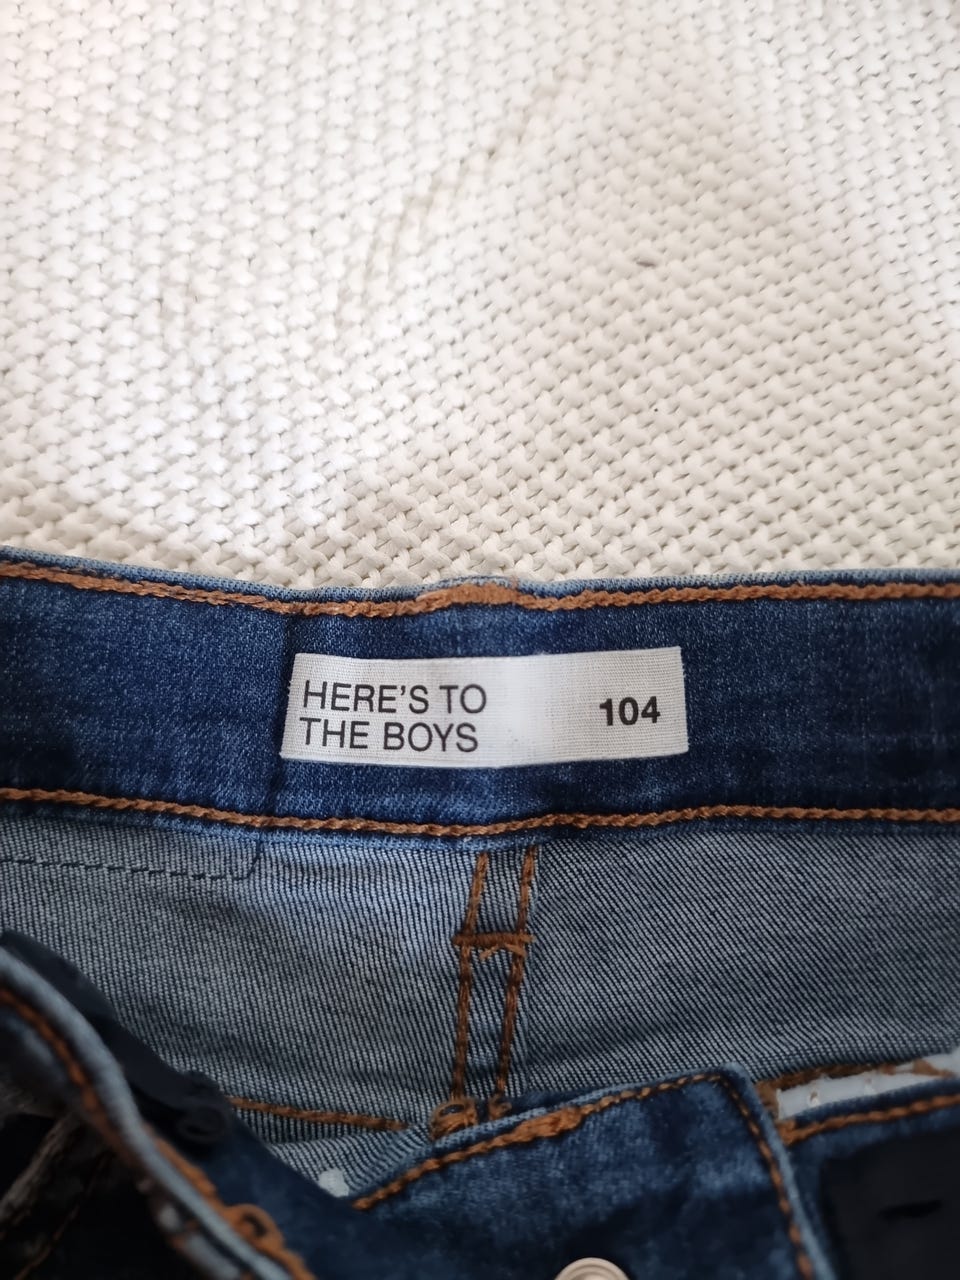 HERE'S TO
THE BOYS
104